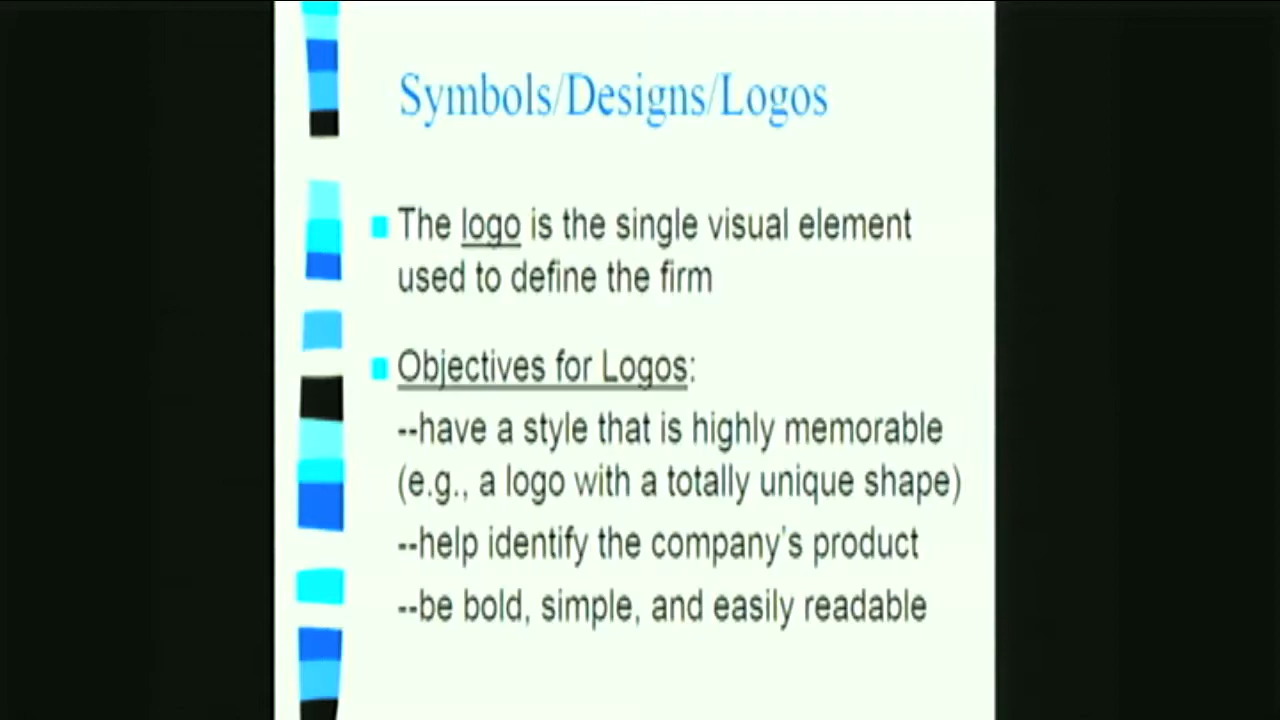 Symbols/Designs/Logos
The logo is the single visual element
used to define the firm
Objectives for Logos:
--have a style that is highly memorable
(e.g., a logo with a totally unique shape)
--help identify the company's product
--be bold, simple, and easily readable